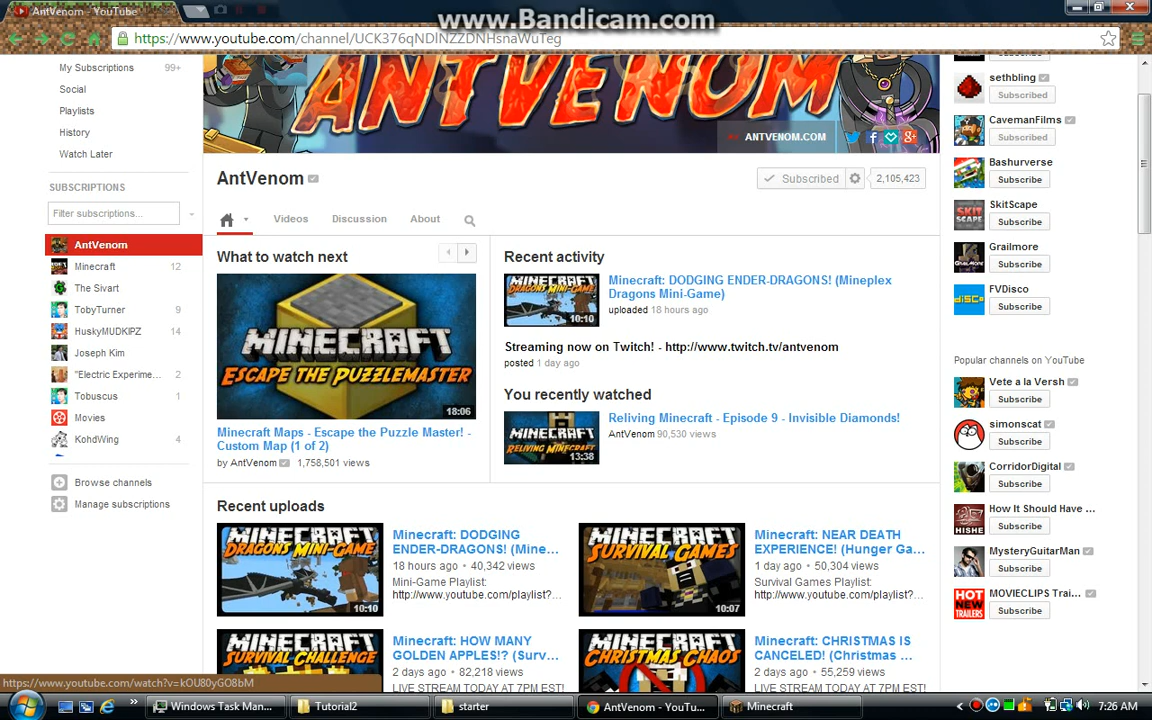 AntVenom - YouTube
www.Bandicam.com
https://www.youtube.com/channel/UCK376qNDlNZZDNHsnaWuTeg
My Subscriptions 99+
Social
Playlists
History
Watch Later
SUBSCRIPTIONS
Filter subscriptions...
AntVenom
Minecraft 12
The Sivart
TobyTurner 9
HuskyMUDKIPZ 14
Joseph Kim
"Electric Experime... 2
Tobuscus 1
Movies
KohdWing 4
Browse channels
Manage subscriptions
ANTVENOM
ANTVENOM.COM
AntVenom
Subscribed 2,105,423
Videos Discussion About
What to watch next
MINECRAFT
ESCAPE THE PUZZLEMASTER
18:06
Minecraft Maps - Escape the Puzzle Master! -
Custom Map (1 of 2)
by AntVenom 1,758,501 views
Recent activity
MINECRAFT
DRAGONS MINI-GAME
10:10
Minecraft: DODGING ENDER-DRAGONS! (Mineplex
Dragons Mini-Game)
uploaded 18 hours ago
Streaming now on Twitch! - http://www.twitch.tv/antvenom
posted 1 day ago
You recently watched
MINECRAFT
RELIVING MINECRAFT
13:38
Reliving Minecraft - Episode 9 - Invisible Diamonds!
AntVenom 90,530 views
Recent uploads
MINECRAFT
DRAGONS MINI-GAME
10:10
Minecraft: DODGING
ENDER-DRAGONS! (Mine...
18 hours ago • 40,342 views
Mini-Game Playlist:
http://www.youtube.com/playlist?...
MINECRAFT
SURVIVAL GAMES
10:07
Minecraft: NEAR DEATH
EXPERIENCE! (Hunger Ga...
1 day ago • 50,304 views
Survival Games Playlist:
http://www.youtube.com/playlist?...
MINECRAFT
SURVIVAL CHALLENGE
Minecraft: HOW MANY
GOLDEN APPLES!? (Surv...
2 days ago • 82,218 views
LIVE STREAM TODAY AT 7PM EST!
MINECRAFT
CHRISTMAS CHAOS
Minecraft: CHRISTMAS IS
CANCELED! (Christmas ...
2 days ago • 55,259 views
LIVE STREAM TODAY AT 7PM EST!
sethbling
Subscribed
CavemanFilms
Subscribed
Bashurverse
Subscribe
SkitScape
Subscribe
Grailmore
Subscribe
FVDisco
Subscribe
Popular channels on YouTube
Vete a la Versh
Subscribe
simonscat
Subscribe
CorridorDigital
Subscribe
How It Should Have ...
Subscribe
MysteryGuitarMan
Subscribe
MOVIECLIPS Trai...
Subscribe
SKIT
SCAPE
DISCO
HISHE
HOT
NEW
TRAILERS
https://www.youtube.com/watch?v=kOU80yGO8bM
Windows Task Man... Tutorial2 starter AntVenom - YouTu... Minecraft 7:26 AM